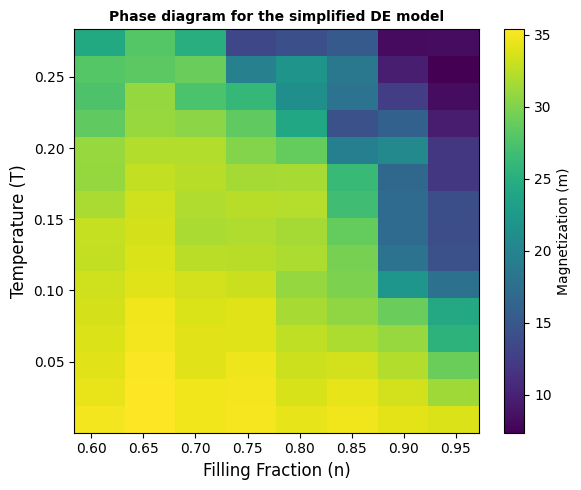 Phase diagram for the simplified DE model
Temperature (T)
0.25
0.20
0.15
0.10
0.05
0.60 0.65 0.70 0.75 0.80 0.85 0.90 0.95
Filling Fraction (n)
35
30
25
20
15
10
Magnetization (m)